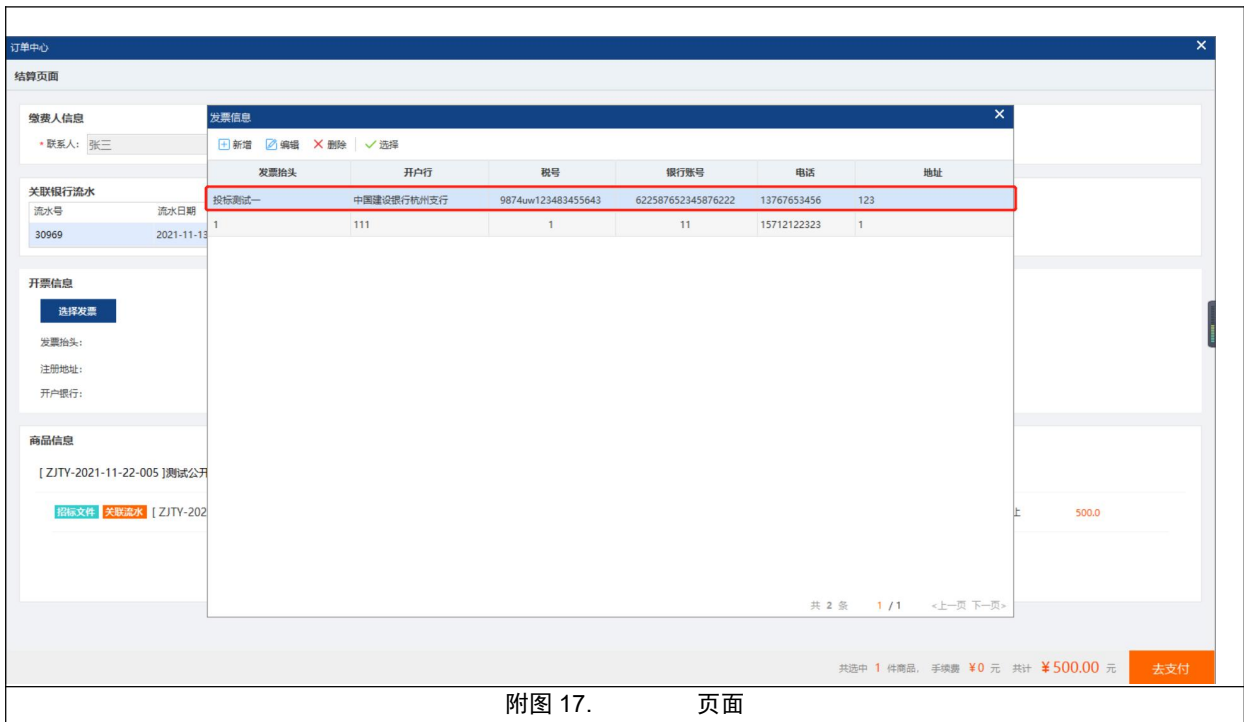 订单中心
结算页面
缴费人信息
* 联系人: 张三
关联银行流水
流水号 流水日期
30969 2021-11-13
开票信息
选择发票
发票抬头:
注册地址:
开户银行:
商品信息
[ ZJTY-2021-11-22-005 ]测试公开
招标文件 关联流水 [ ZJTY-202 500.0
发票信息
新增 编辑 删除 选择
发票抬头 开户行 税号 银行账号 电话 地址
投标测试一 中国建设银行杭州支行 9874uw123483455643 622587652345876222 13767653456 123
1 111 1 11 15712122323 1
共 2 条 1 / 1 <上一页 下一页>
共选中 1 件商品, 手续费 ¥0 元 共计 ¥500.00 元 去支付
附图 17. 页面